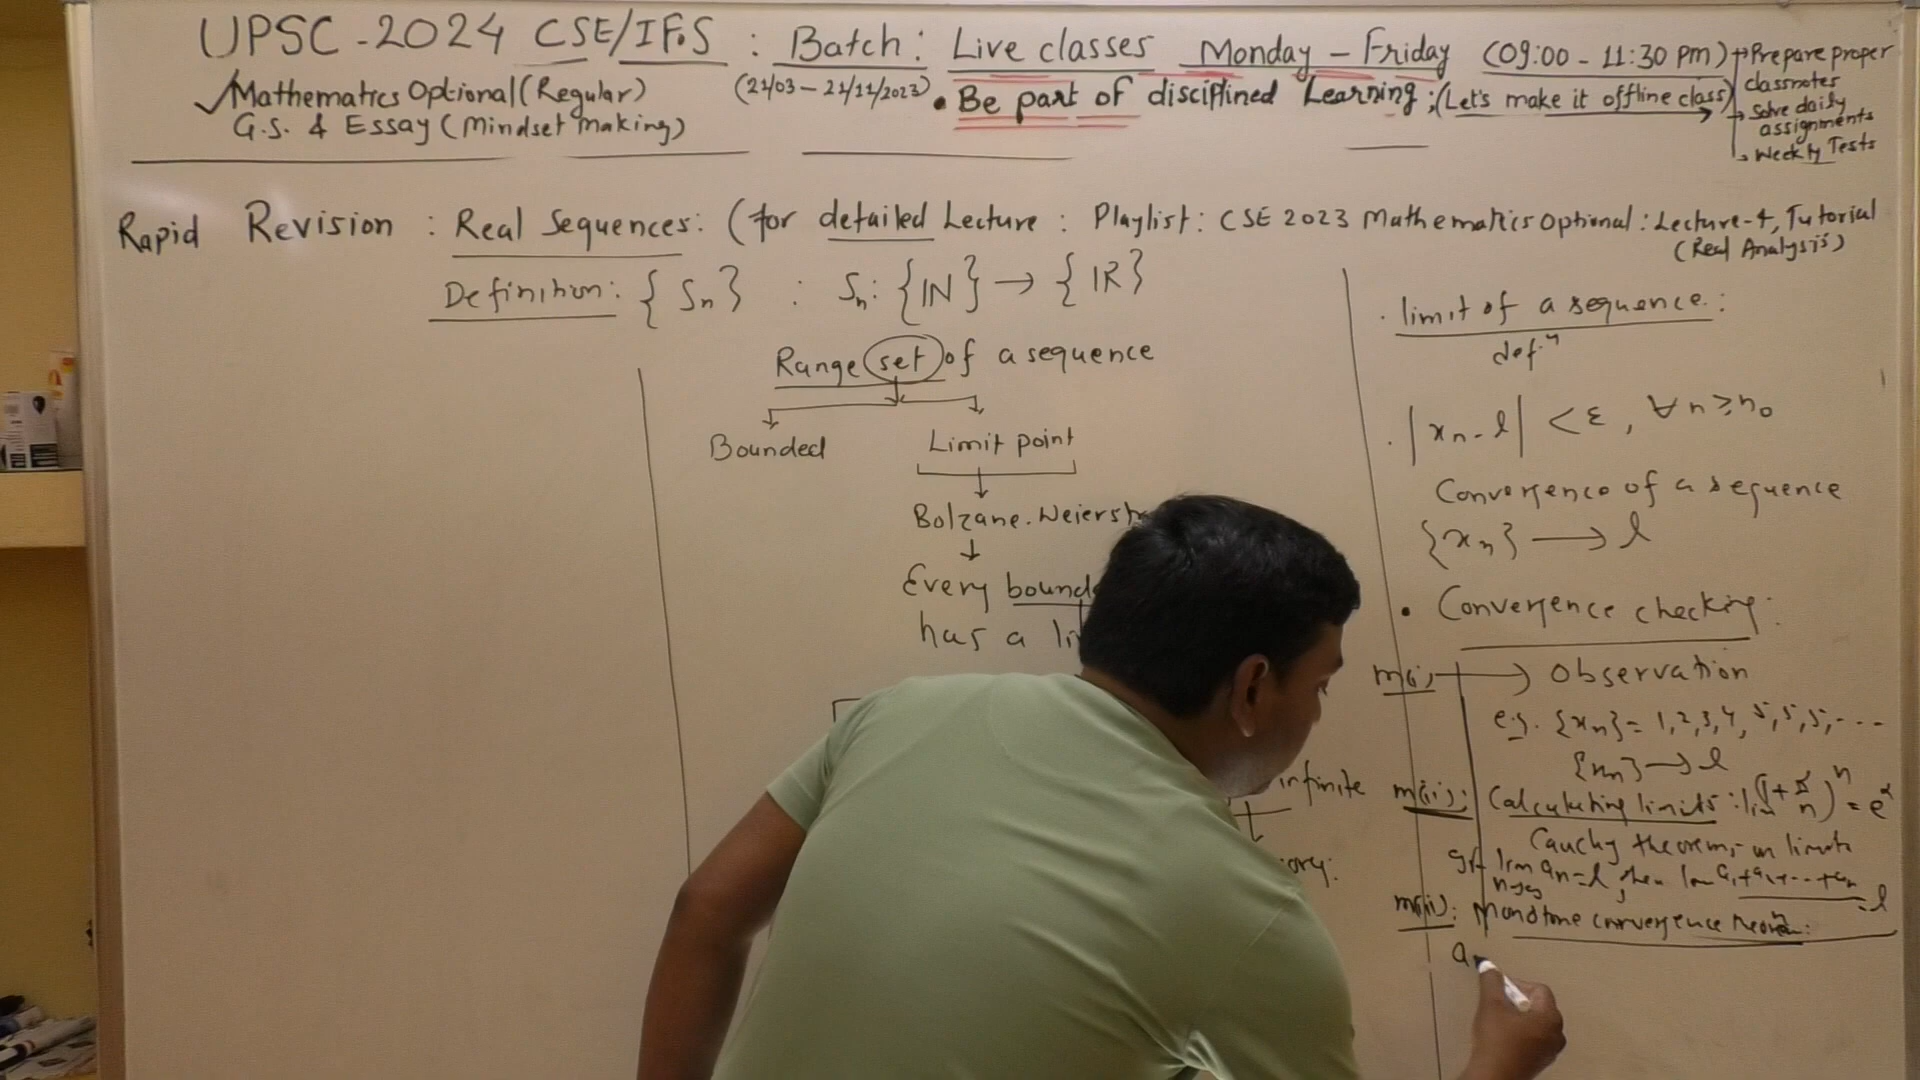 UPSC-2024 CSE/IFoS : Batch: Live classes Monday - Friday (09:00 - 11:30 pm)
→ Prepare proper classnotes
→ Solve daily assignments
→ Weekly Tests
✓ Mathematics Optional (Regular) (21/03 – 21/11/2023)
• Be part of disciplined Learning ; (Let's make it offline class)
G.S. & Essay (Mindset making)
Rapid Revision : Real Sequences: (for detailed Lecture : Playlist: CSE 2023 Mathematics Optional : Lecture-4, Tutorial
(Real Analysis)
Definition: {Sn} : Sn: {IN} → {IR}
Range set of a sequence
Bounded
Limit point
Bolzane-Weierst
Every bound
has a li
infinite
ory:
. limit of a sequence:
defⁿ
. |xn - l| < ε, ∀ n ≥ n₀
Convergence of a sequence
{xn} → l
• Convergence checking:
m(i) → Observation
e.g. {xn} = 1,2,3,4, 5,5,5,...
{xn} → l
m(ii): Calculating limits :
Cauchy theorems on limits
m(iii): Monotone convergence theorem:
a